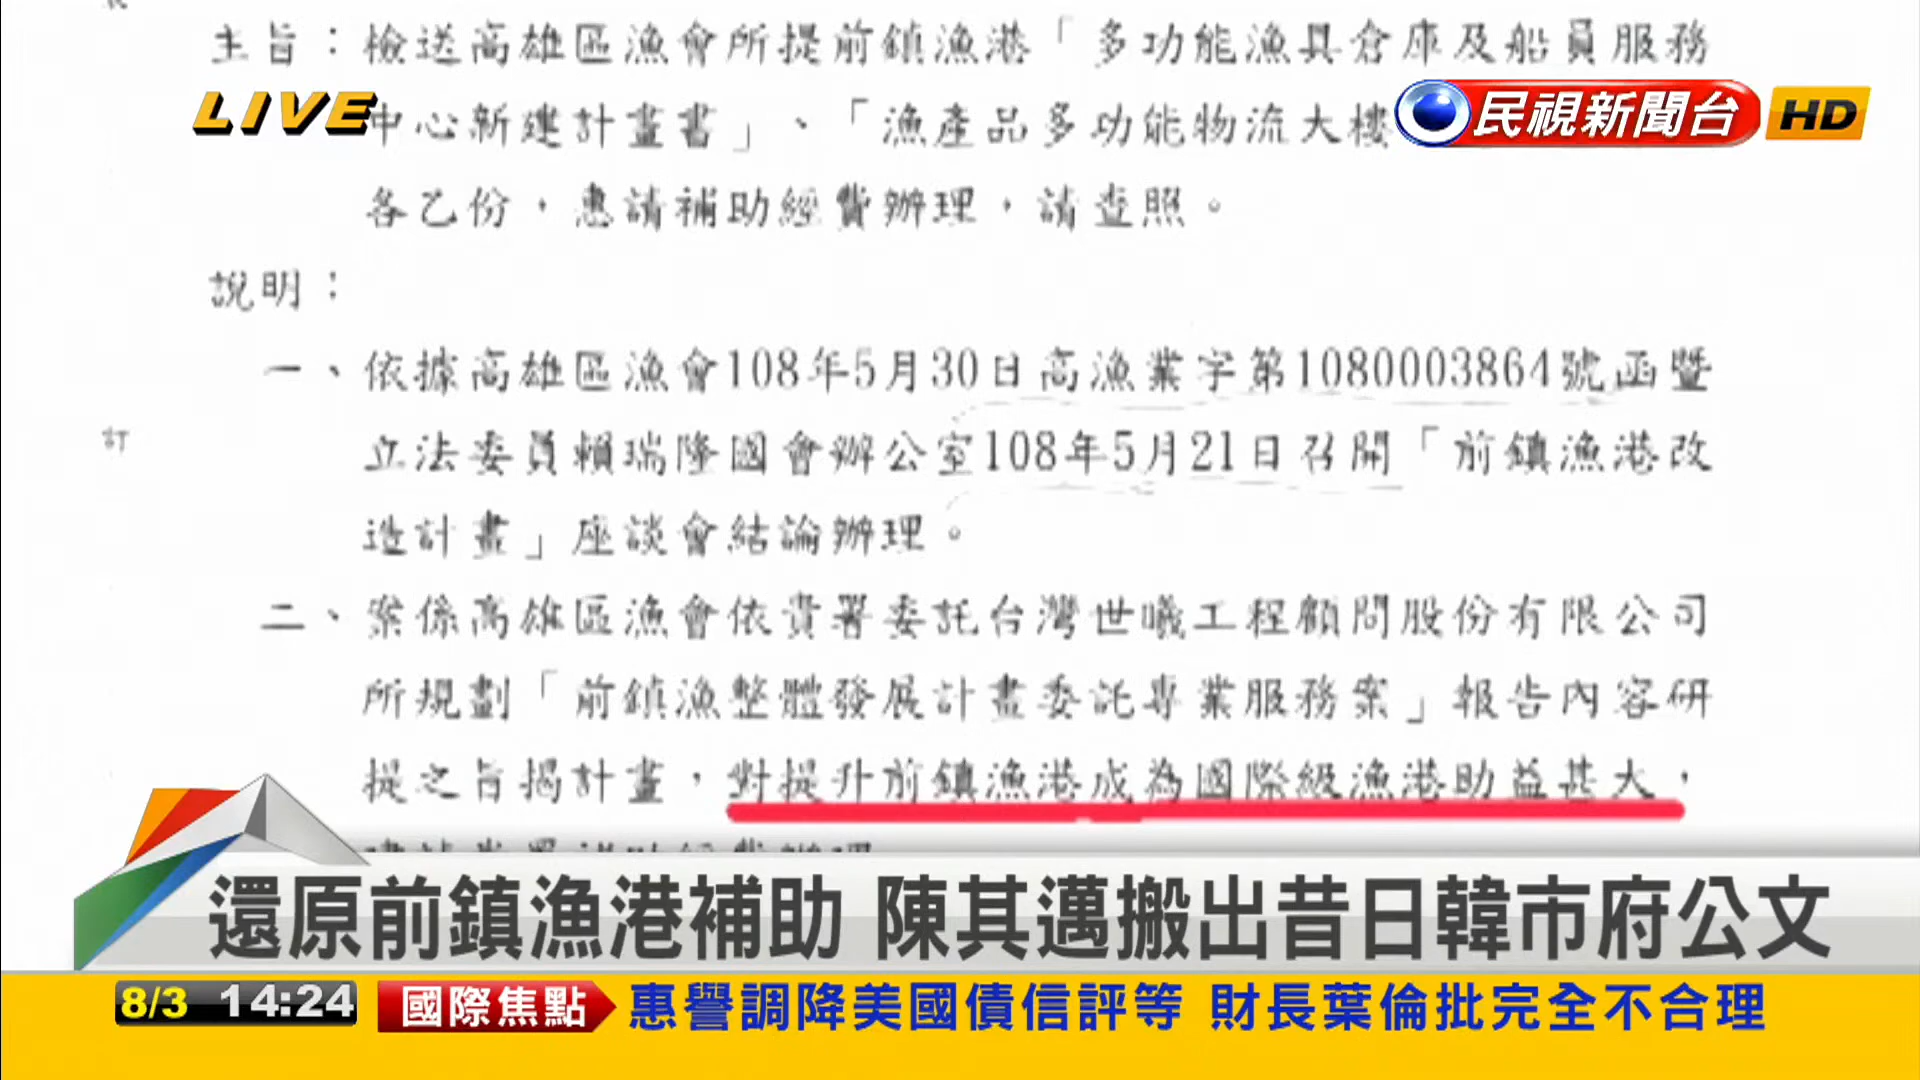 主旨：檢送高雄區漁會所提前鎮漁港「多功能漁具倉庫及船員服務
LIVE
中心新建計畫書」、「漁產品多功能物流大樓
民視新聞台 HD
各乙份，惠請補助經費辦理，請查照。
說明：
一、依據高雄區漁會108年5月30日高漁業字第1080003864號函暨
訂
立法委員賴瑞隆國會辦公室108年5月21日召開「前鎮漁港改
造計畫」座談會結論辦理。
二、案係高雄區漁會依貴署委託台灣世曦工程顧問股份有限公司
所規劃「前鎮漁整體發展計畫委託專業服務案」報告內容研
提之旨揭計畫，對提升前鎮漁港成為國際級漁港助益甚大，
還原前鎮漁港補助 陳其邁搬出昔日韓市府公文
8/3 14:24 國際焦點 惠譽調降美國債信評等 財長葉倫批完全不合理